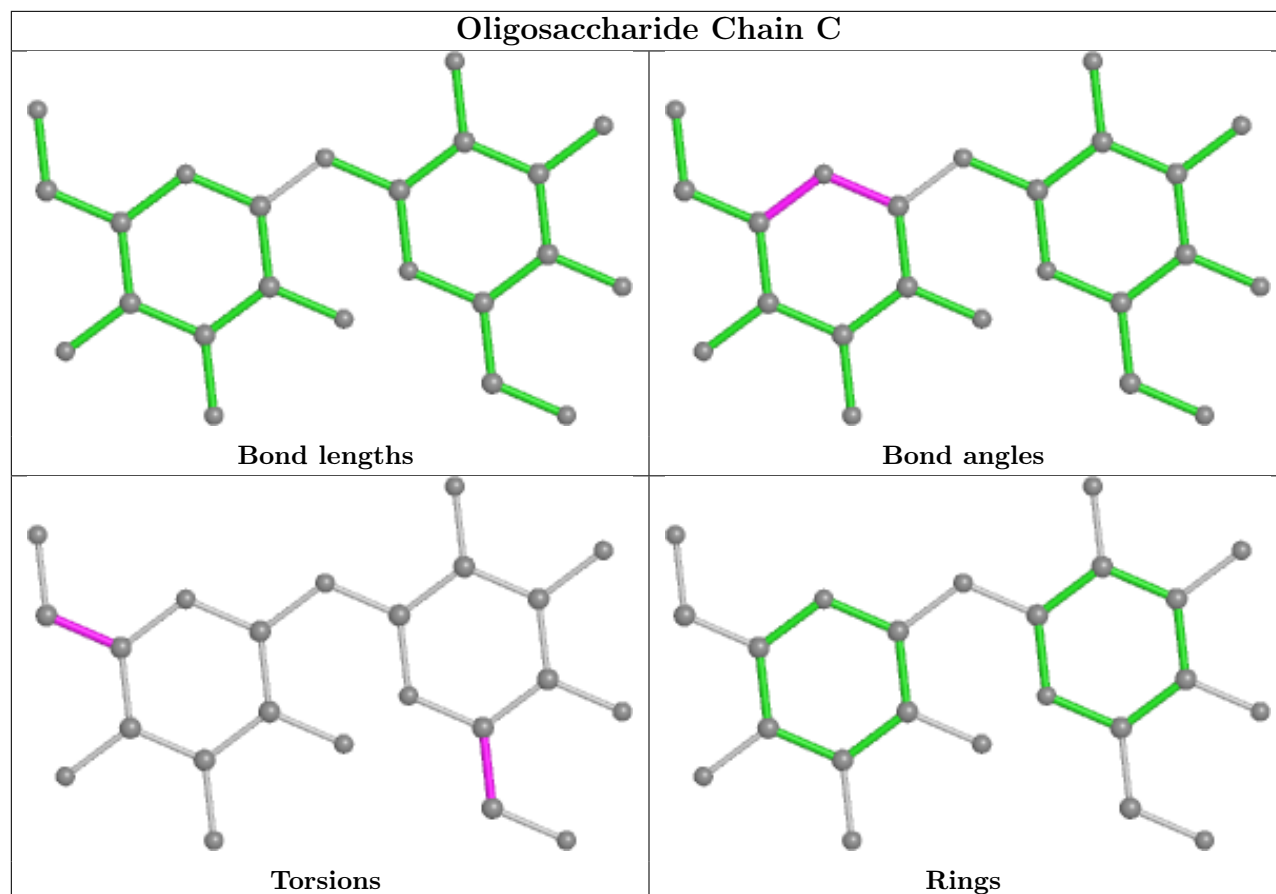 Oligosaccharide Chain C
Bond lengths
Bond angles
Torsions
Rings